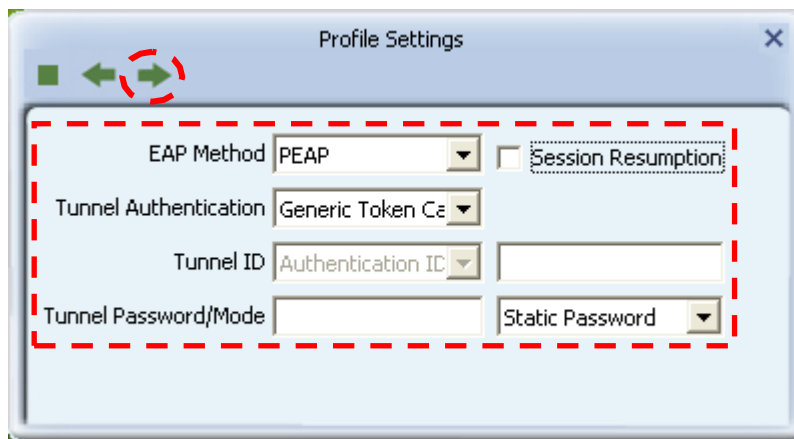 Profile Settings
EAP Method PEAP Session Resumption
Tunnel Authentication Generic Token Ca
Tunnel ID Authentication ID
Tunnel Password/Mode Static Password